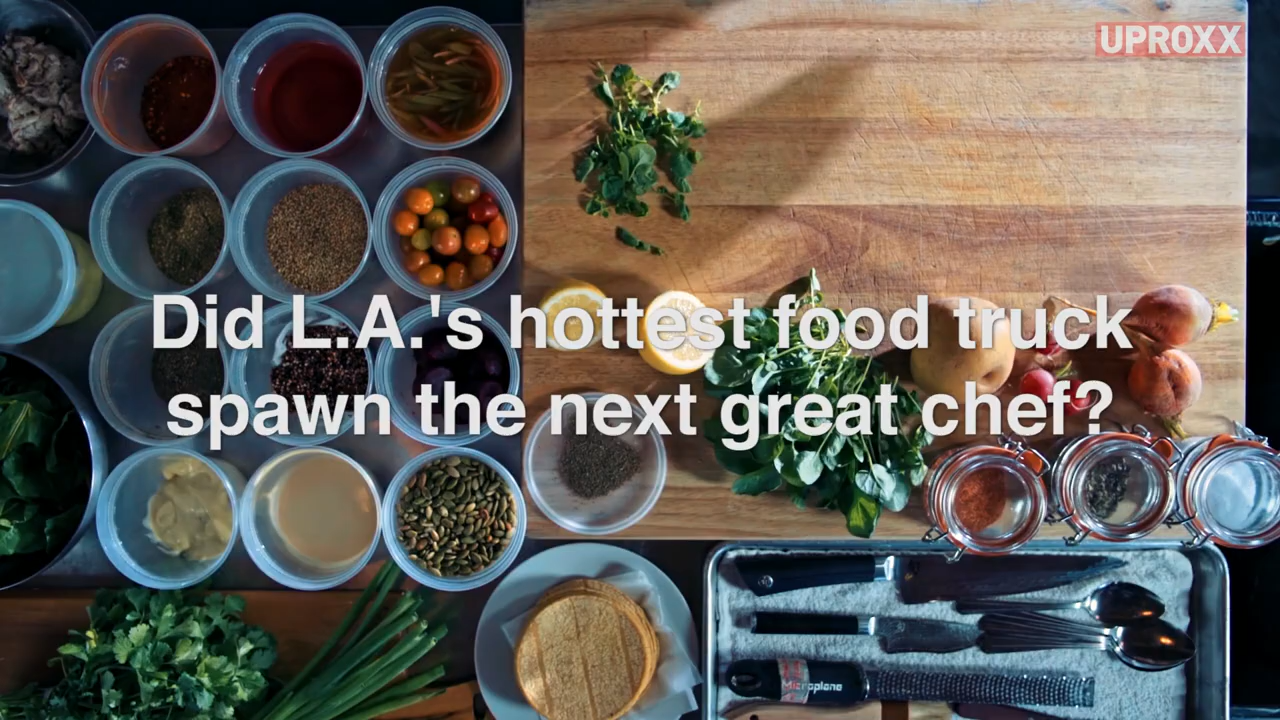 UPROXX
Did L.A.'s hottest food truck
spawn the next great chef?
Microplane